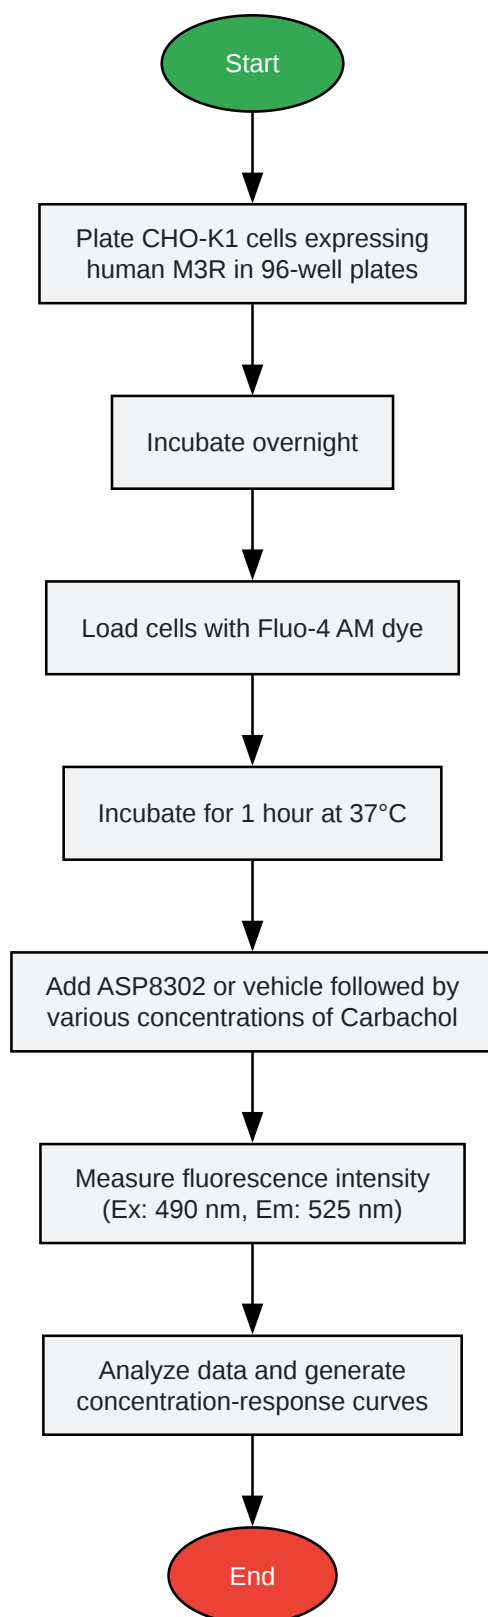 Start
Plate CHO-K1 cells expressing
human M3R in 96-well plates
Incubate overnight
Load cells with Fluo-4 AM dye
Incubate for 1 hour at 37°C
Add ASP8302 or vehicle followed by
various concentrations of Carbachol
Measure fluorescence intensity
(Ex: 490 nm, Em: 525 nm)
Analyze data and generate
concentration-response curves
End